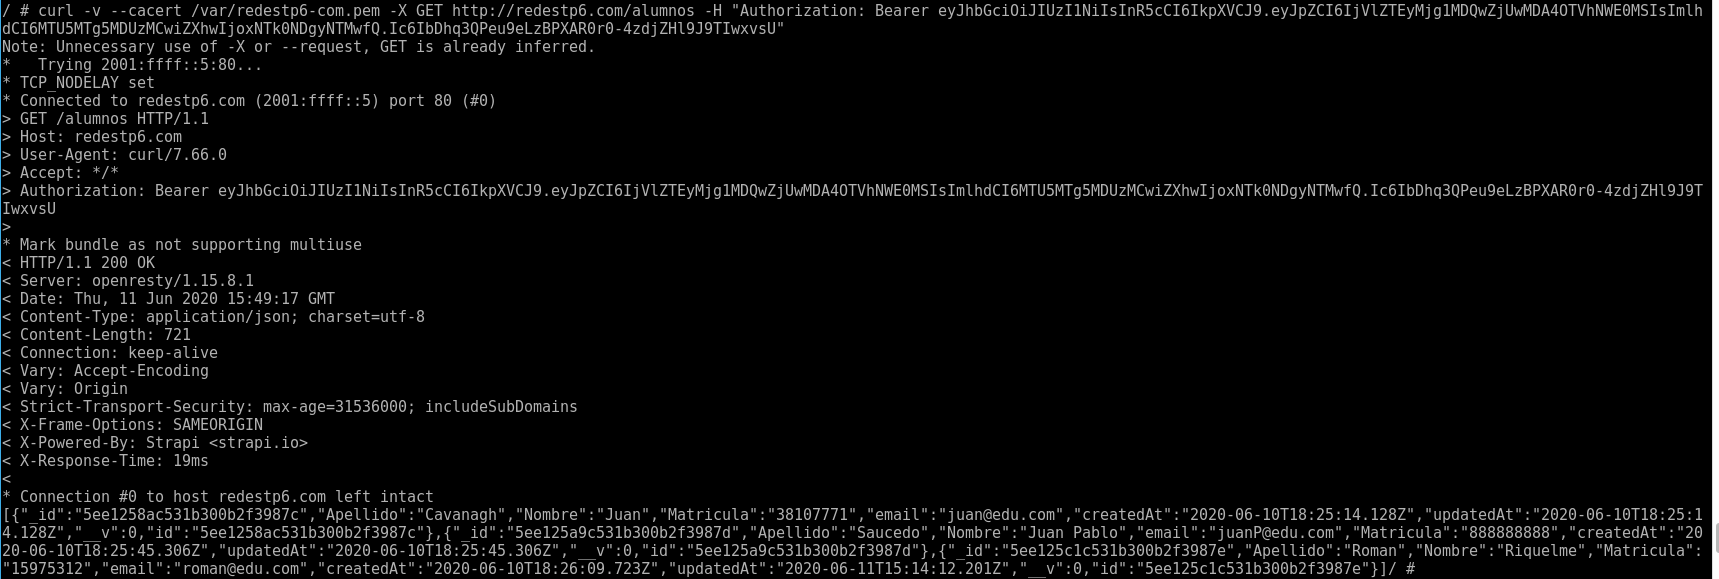 / # curl -v --cacert /var/redestp6-com.pem -X GET http://redestp6.com/alumnos -H "Authorization: Bearer eyJhbGciOiJIUzI1NiIsInR5cCI6IkpXVCJ9.eyJpZCI6IjVlZTEyMjg1MDQwZjUwMDA4OTVhNWE0MSIsImlh
dCI6MTU5MTg5MDUzMCwiZXhwIjoxNTk0NDgyNTMwfQ.Ic6IbDhq3QPeu9eLzBPXAR0r0-4zdjZHl9J9TIwxvsU"
Note: Unnecessary use of -X or --request, GET is already inferred.
*   Trying 2001:ffff::5:80...
* TCP_NODELAY set
* Connected to redestp6.com (2001:ffff::5) port 80 (#0)
> GET /alumnos HTTP/1.1
> Host: redestp6.com
> User-Agent: curl/7.66.0
> Accept: */*
> Authorization: Bearer eyJhbGciOiJIUzI1NiIsInR5cCI6IkpXVCJ9.eyJpZCI6IjVlZTEyMjg1MDQwZjUwMDA4OTVhNWE0MSIsImlhdCI6MTU5MTg5MDUzMCwiZXhwIjoxNTk0NDgyNTMwfQ.Ic6IbDhq3QPeu9eLzBPXAR0r0-4zdjZHl9J9T
IwxvsU
>
* Mark bundle as not supporting multiuse
< HTTP/1.1 200 OK
< Server: openresty/1.15.8.1
< Date: Thu, 11 Jun 2020 15:49:17 GMT
< Content-Type: application/json; charset=utf-8
< Content-Length: 721
< Connection: keep-alive
< Vary: Accept-Encoding
< Vary: Origin
< Strict-Transport-Security: max-age=31536000; includeSubDomains
< X-Frame-Options: SAMEORIGIN
< X-Powered-By: Strapi <strapi.io>
< X-Response-Time: 19ms
<
* Connection #0 to host redestp6.com left intact
[{"_id":"5ee1258ac531b300b2f3987c","Apellido":"Cavanagh","Nombre":"Juan","Matricula":"38107771","email":"juan@edu.com","createdAt":"2020-06-10T18:25:14.128Z","updatedAt":"2020-06-10T18:25:1
4.128Z","__v":0,"id":"5ee1258ac531b300b2f3987c"},{"_id":"5ee125a9c531b300b2f3987d","Apellido":"Saucedo","Nombre":"Juan Pablo","email":"juanP@edu.com","Matricula":"888888888","createdAt":"20
20-06-10T18:25:45.306Z","updatedAt":"2020-06-10T18:25:45.306Z","__v":0,"id":"5ee125a9c531b300b2f3987d"},{"_id":"5ee125c1c531b300b2f3987e","Apellido":"Roman","Nombre":"Riquelme","Matricula":
"15975312","email":"roman@edu.com","createdAt":"2020-06-10T18:26:09.723Z","updatedAt":"2020-06-11T15:14:12.201Z","__v":0,"id":"5ee125c1c531b300b2f3987e"}]/ #